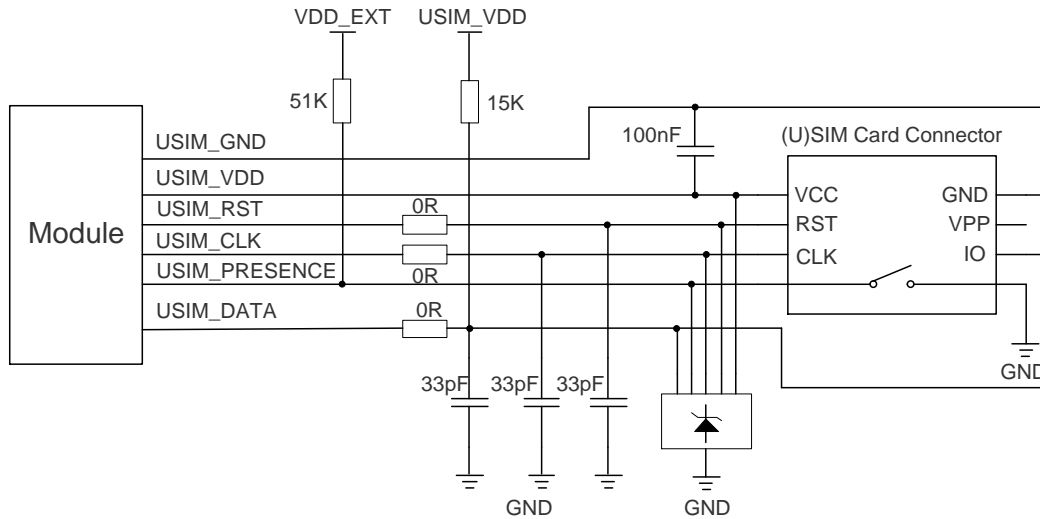 VDD_EXT USIM_VDD
51K 15K
Module
USIM_GND
USIM_VDD
USIM_RST
USIM_CLK
USIM_PRESENCE
USIM_DATA
0R
0R
0R
100nF
(U)SIM Card Connector
VCC GND
RST VPP
CLK IO
GND
33pF 33pF 33pF
GND GND